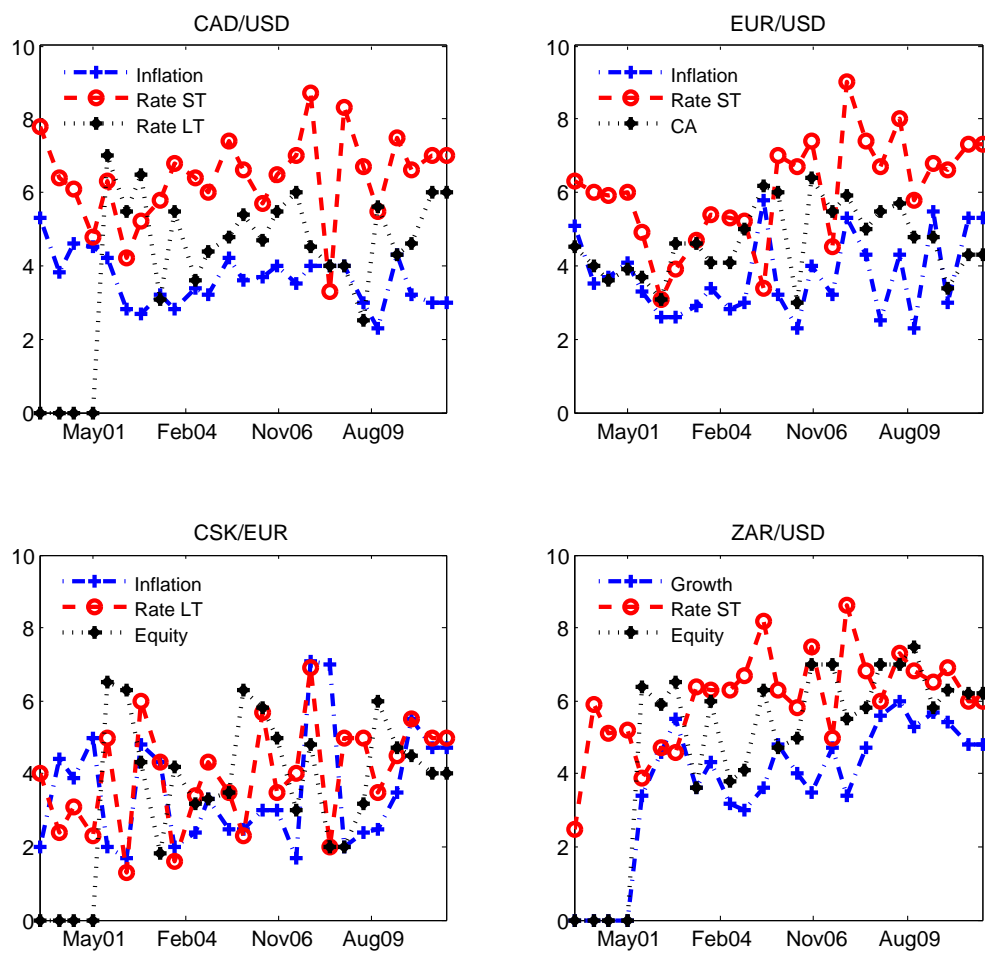 CAD/USD
10
8
6
4
2
0
May01 Feb04 Nov06 Aug09
Inflation
Rate ST
Rate LT
EUR/USD
10
8
6
4
2
0
May01 Feb04 Nov06 Aug09
Inflation
Rate ST
CA
CSK/EUR
10
8
6
4
2
0
May01 Feb04 Nov06 Aug09
Inflation
Rate LT
Equity
ZAR/USD
10
8
6
4
2
0
May01 Feb04 Nov06 Aug09
Growth
Rate ST
Equity